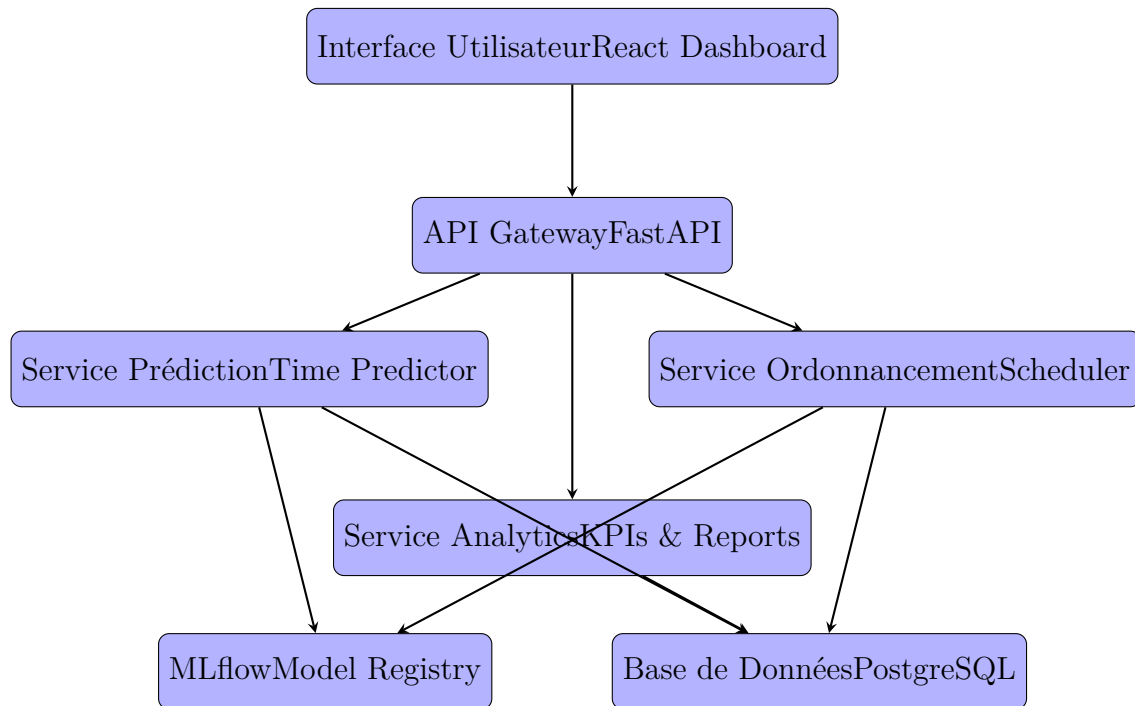 Interface UtilisateurReact Dashboard
API GatewayFastAPI
Service PrédictionTime Predictor
Service OrdonnancementScheduler
Service AnalyticsKPIs & Reports
MLflowModel Registry
Base de DonnéesPostgreSQL